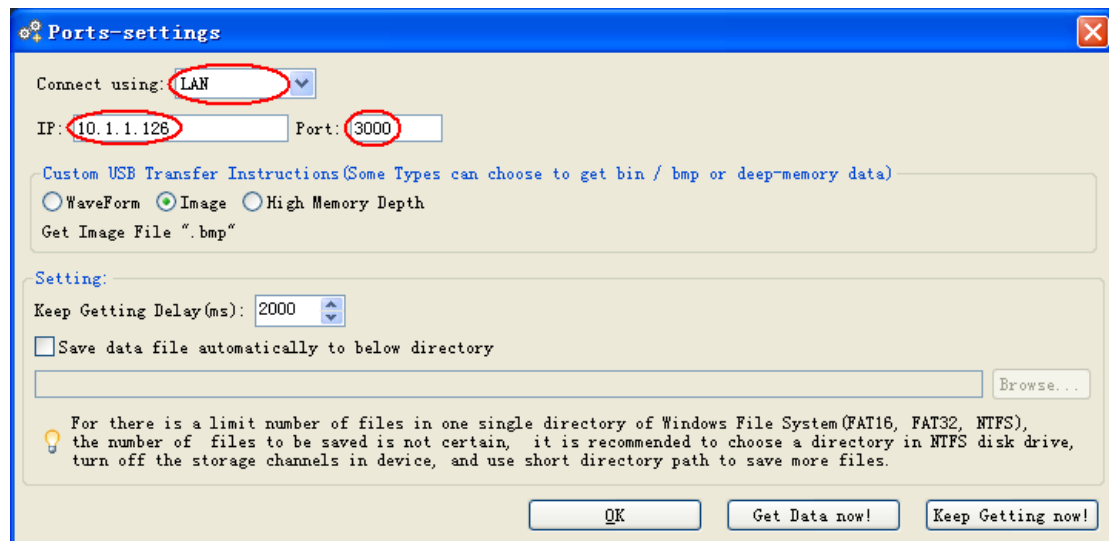 Ports-settings
Connect using: LAN
IP: 10.1.1.126 Port: 3000
Custom USB Transfer Instructions(Some Types can choose to get bin / bmp or deep-memory data)
WaveForm Image High Memory Depth
Get Image File ".bmp"
Setting:
Keep Getting Delay(ms): 2000
Save data file automatically to below directory
Browse...
For there is a limit number of files in one single directory of Windows File System(FAT16, FAT32, NTFS),
the number of files to be saved is not certain, it is recommended to choose a directory in NTFS disk drive,
turn off the storage channels in device, and use short directory path to save more files.
OK Get Data now! Keep Getting now!